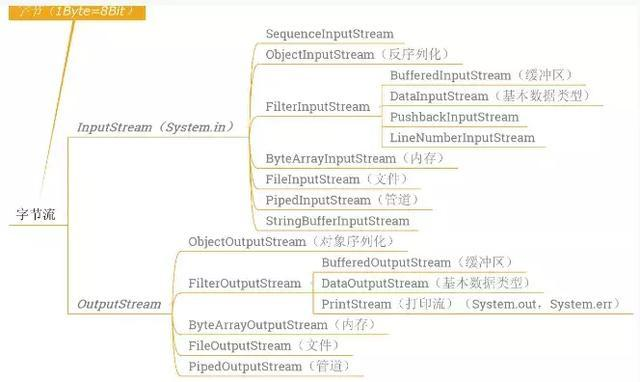 字节（1Byte=8Bit）
SequenceInputStream
ObjectInputStream（反序列化）
BufferedInputStream（缓冲区）
DataInputStream（基本数据类型）
FilterInputStream
PushbackInputStream
InputStream（System.in）
LineNumberInputStream
ByteArrayInputStream（内存）
FileInputStream（文件）
PipedInputStream（管道）
字节流
StringBufferInputStream
ObjectOutputStream（对象序列化）
BufferedOutputStream（缓冲区）
FilterOutputStream
DataOutputStream（基本数据类型）
OutputStream
PrintStream（打印流）（System.out，System.err）
ByteArrayOutputStream（内存）
FileOutputStream（文件）
PipedOutputStream（管道）